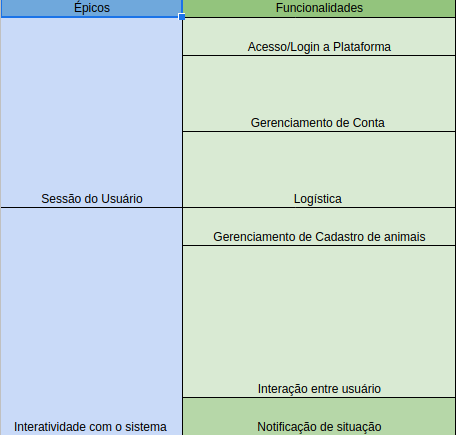 Épicos
Funcionalidades
Acesso/Login a Plataforma
Gerenciamento de Conta
Sessão do Usuário
Logística
Gerenciamento de Cadastro de animais
Interação entre usuário
Interatividade com o sistema
Notificação de situação